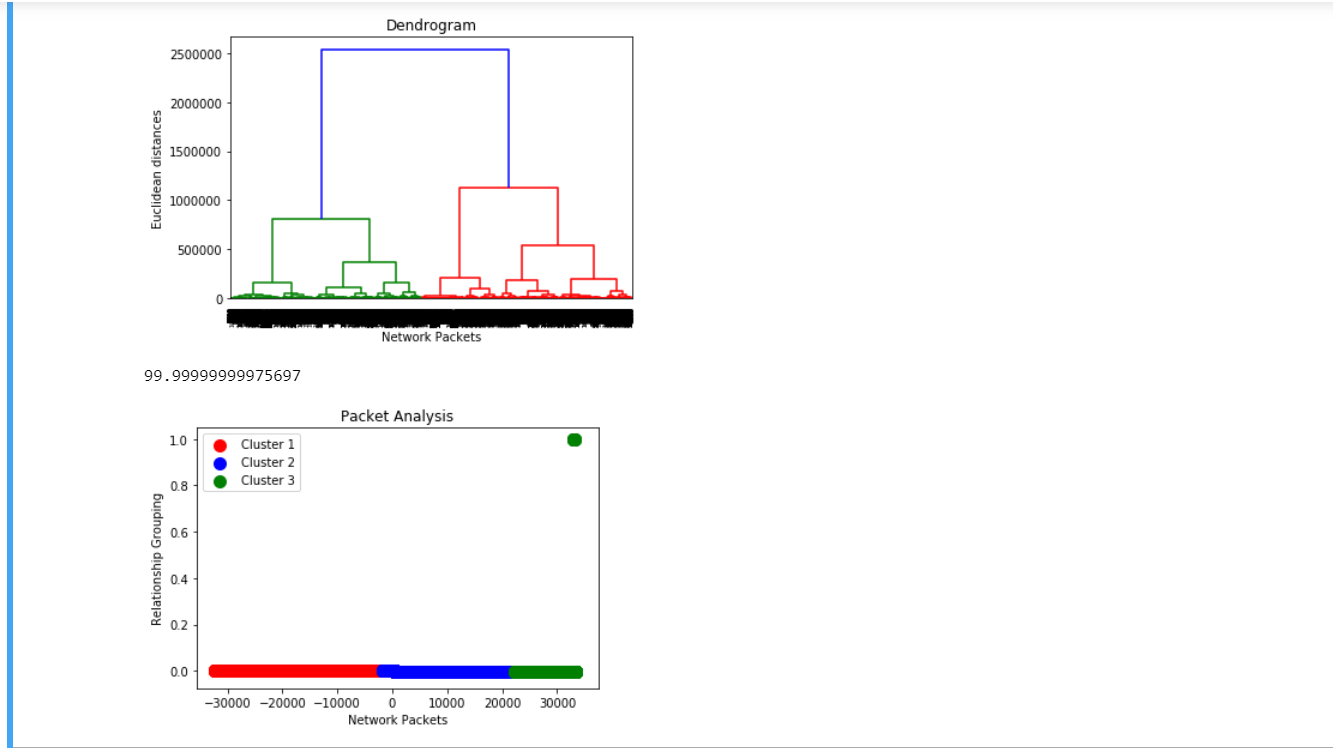 Dendrogram
2500000
2000000
1500000
1000000
500000
0
Euclidean distances
Network Packets
99.99999999975697
Packet Analysis
Cluster 1
Cluster 2
Cluster 3
1.0
0.8
0.6
0.4
0.2
0.0
Relationship Grouping
−30000 −20000 −10000 0 10000 20000 30000
Network Packets